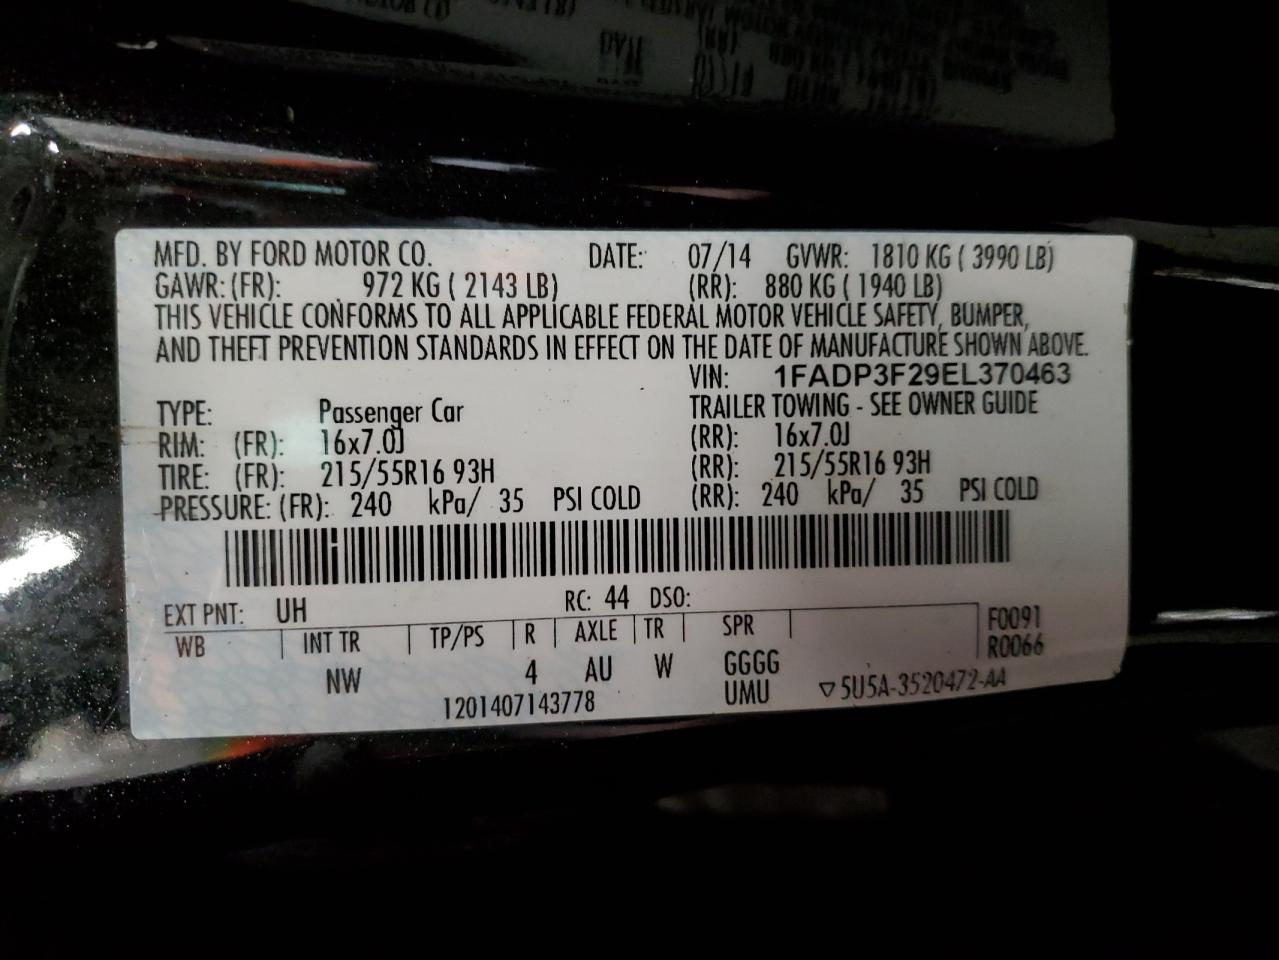 MFD. BY FORD MOTOR CO. DATE: 07/14 GVWR: 1810 KG ( 3990 LB)
GAWR: (FR): 972 KG ( 2143 LB) (RR): 880 KG ( 1940 LB)
THIS VEHICLE CONFORMS TO ALL APPLICABLE FEDERAL MOTOR VEHICLE SAFETY, BUMPER,
AND THEFT PREVENTION STANDARDS IN EFFECT ON THE DATE OF MANUFACTURE SHOWN ABOVE.
VIN: 1FADP3F29EL370463
TYPE: Passenger Car TRAILER TOWING - SEE OWNER GUIDE
RIM: (FR): 16x7.0J (RR): 16x7.0J
TIRE: (FR): 215/55R16 93H (RR): 215/55R16 93H
PRESSURE: (FR): 240 kPa/ 35 PSI COLD (RR): 240 kPa/ 35 PSI COLD
EXT PNT: UH RC: 44 DSO:
WB INT TR TP/PS R AXLE TR SPR F0091
R0066
NW 4 AU W GGGG
UMU ▽5U5A-3520472-AA
1201407143778